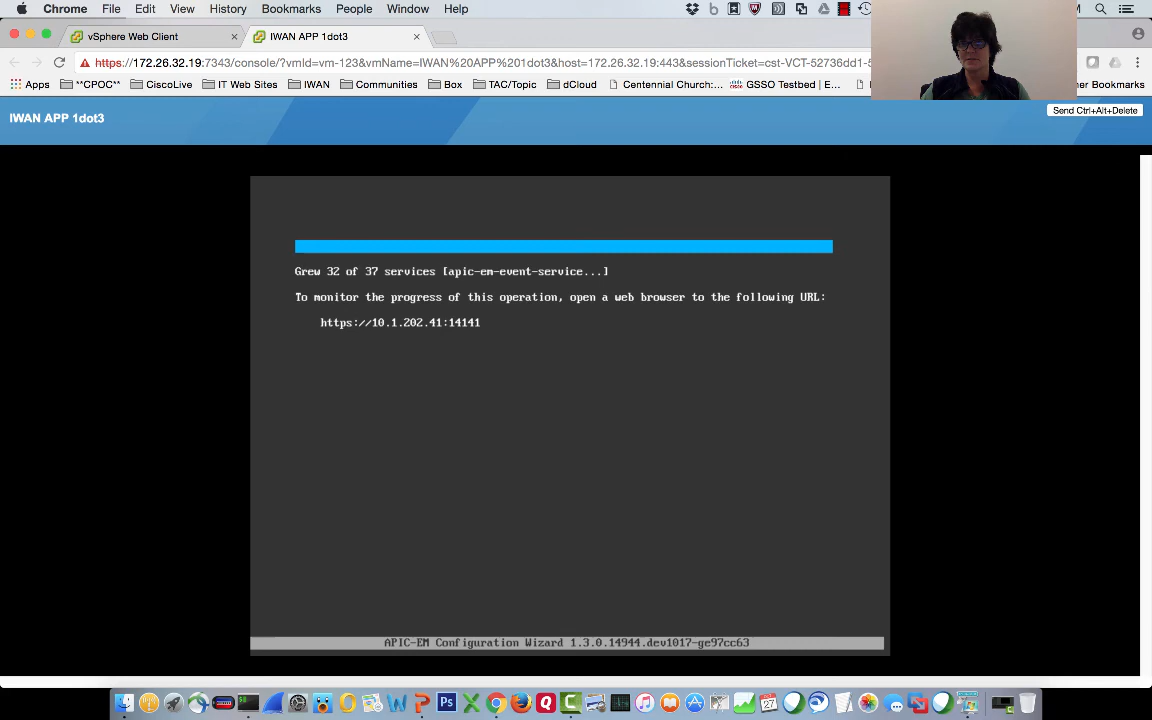 Chrome File Edit View History Bookmarks People Window Help
vSphere Web Client
IWAN APP 1dot3
https://172.26.32.19:7343/console/?vmId=vm-123&vmName=IWAN%20APP%201dot3&host=172.26.32.19:443&sessionTicket=cst-VCT-52736dd1-5
Apps **CPOC** CiscoLive IT Web Sites IWAN Communities Box TAC/Topic dCloud Centennial Church:... GSSO Testbed | E... er Bookmarks
IWAN APP 1dot3
Send Ctrl+Alt+Delete
Grew 32 of 37 services [apic-em-event-service...]
To monitor the progress of this operation, open a web browser to the following URL:
https://10.1.202.41:14141
APIC-EM Configuration Wizard 1.3.0.14944.dev1017-ge97cc63